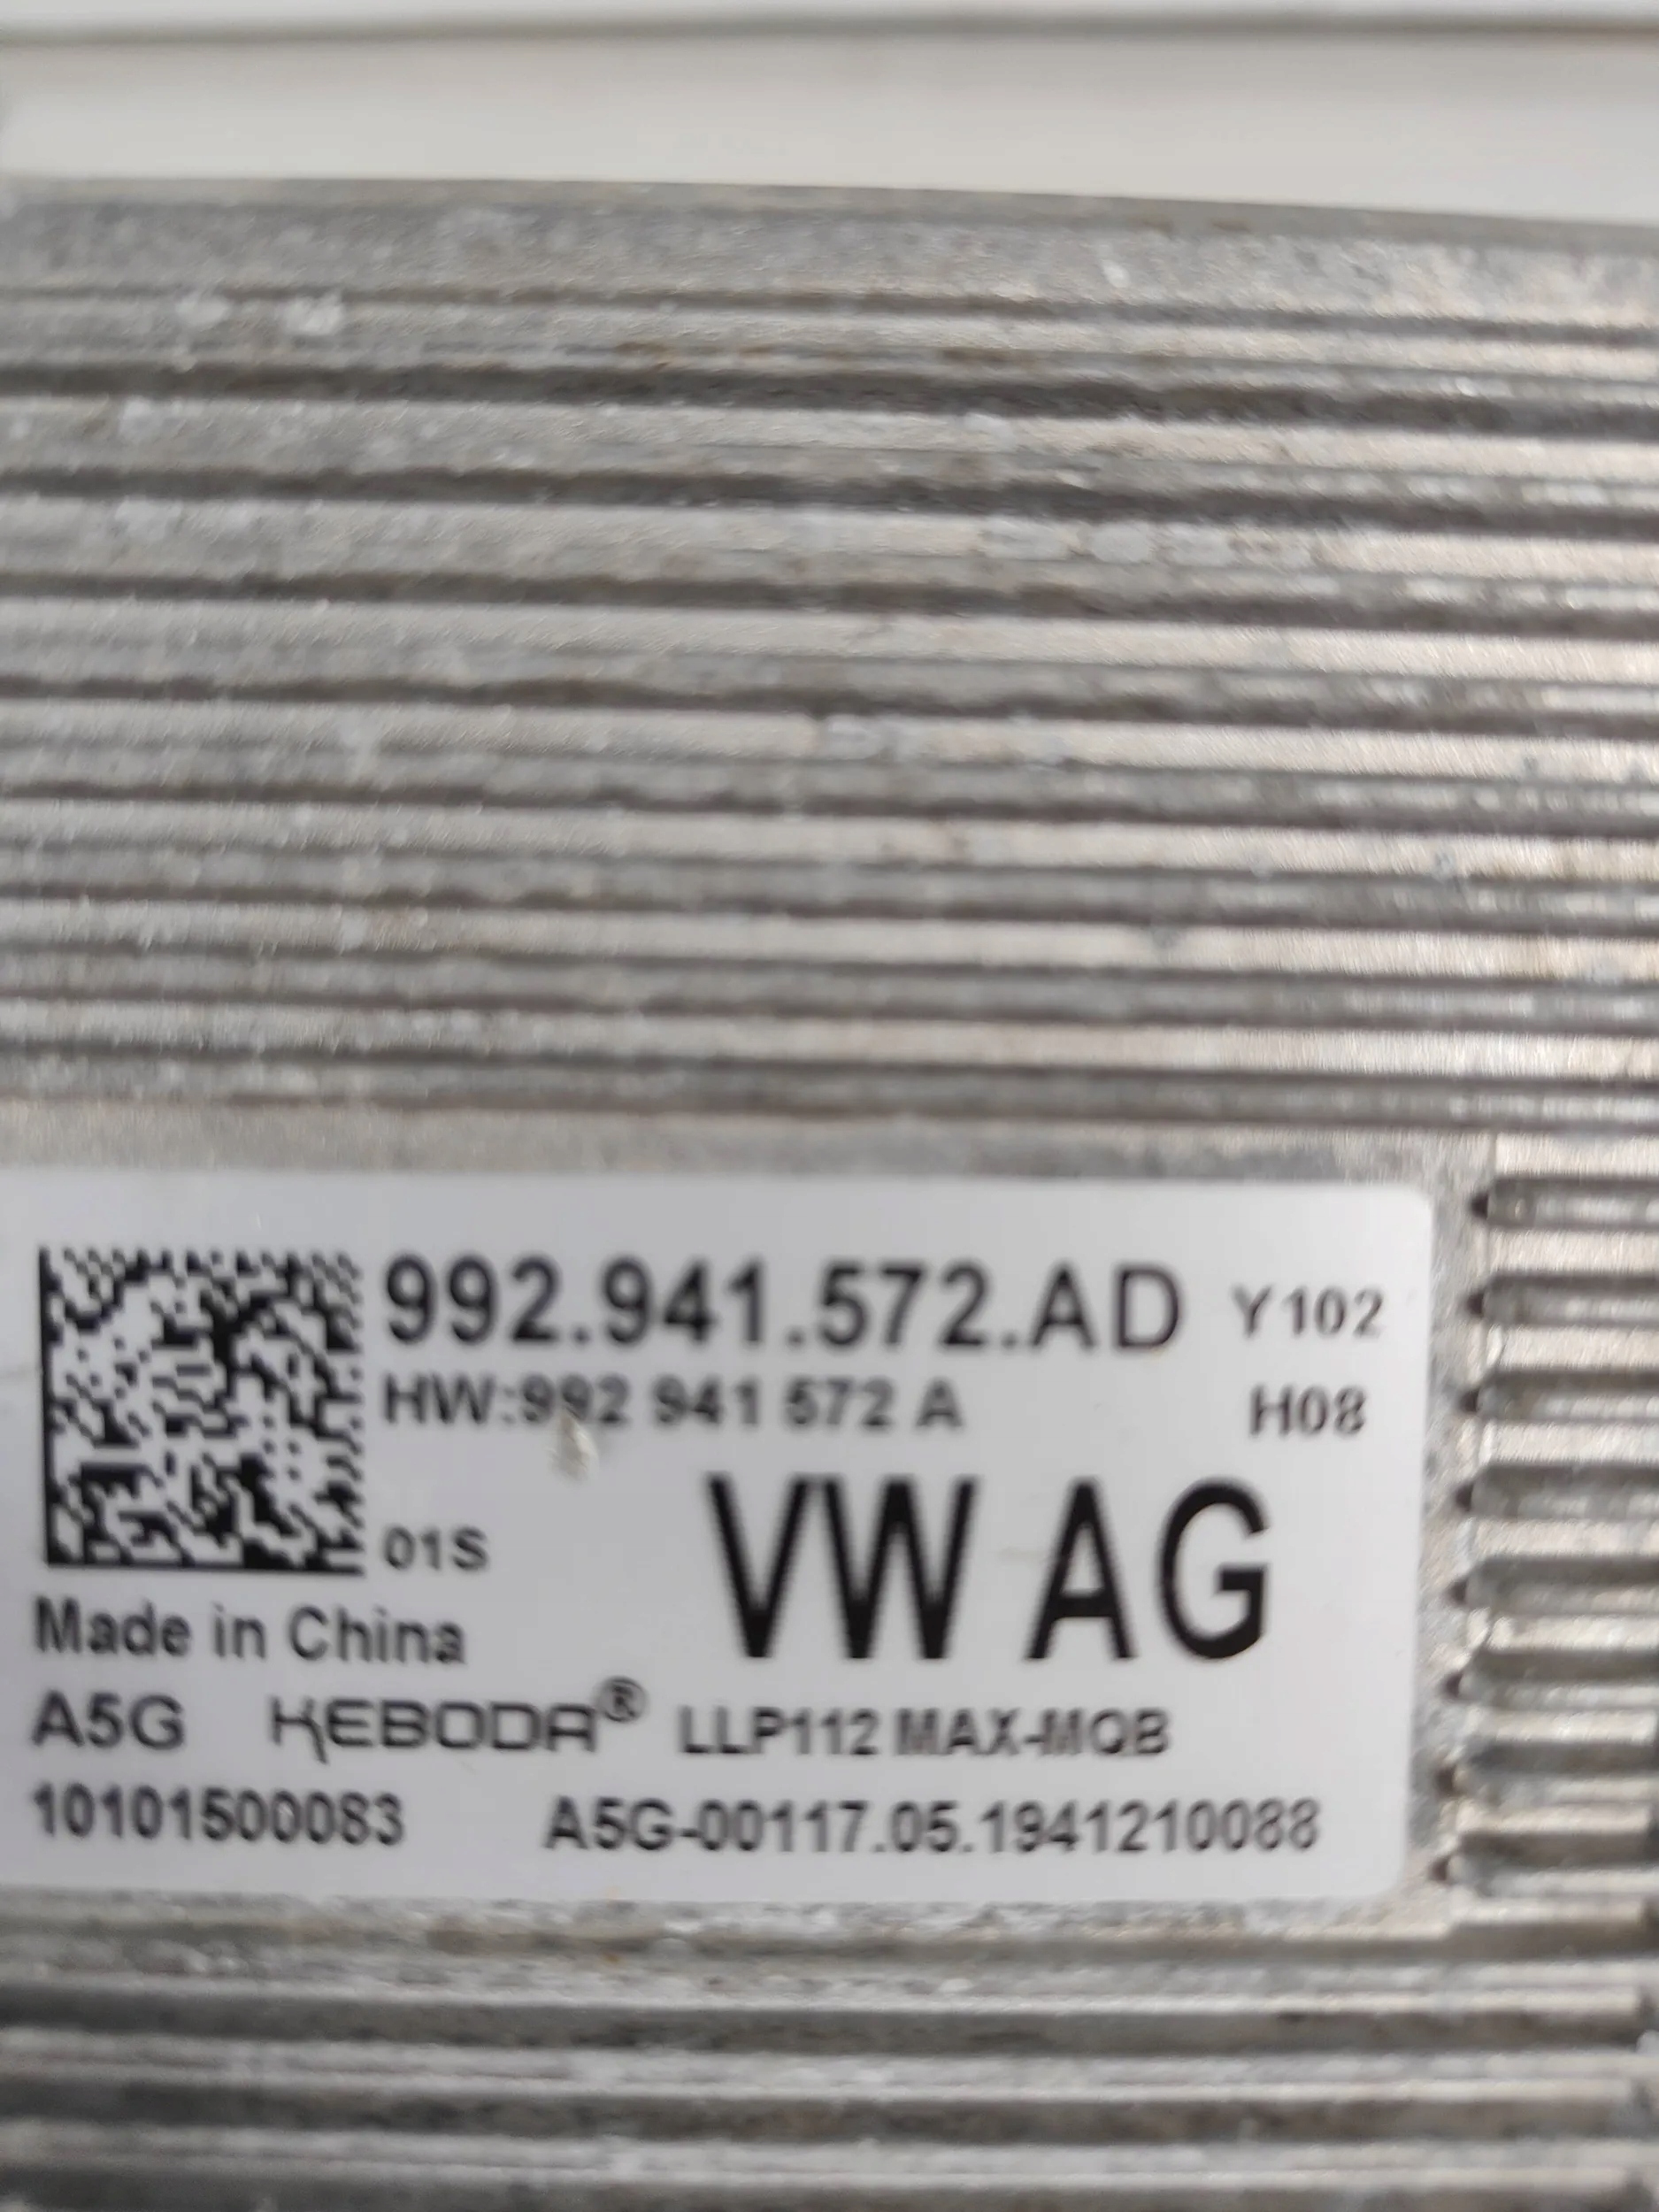 992.941.572.AD Y102
HW:992 941 572 A H08
01S VW AG
Made in China
A5G KEBODA® LLP112 MAX-MQB
10101500083 A5G-00117.05.1941210088